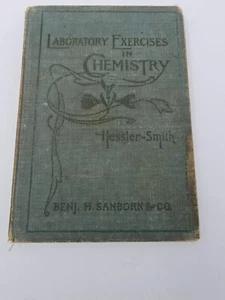 LABORATORY EXERCISES
IN
CHEMISTRY
Hessler-Smith
BENJ. H. SANBORN & CO.